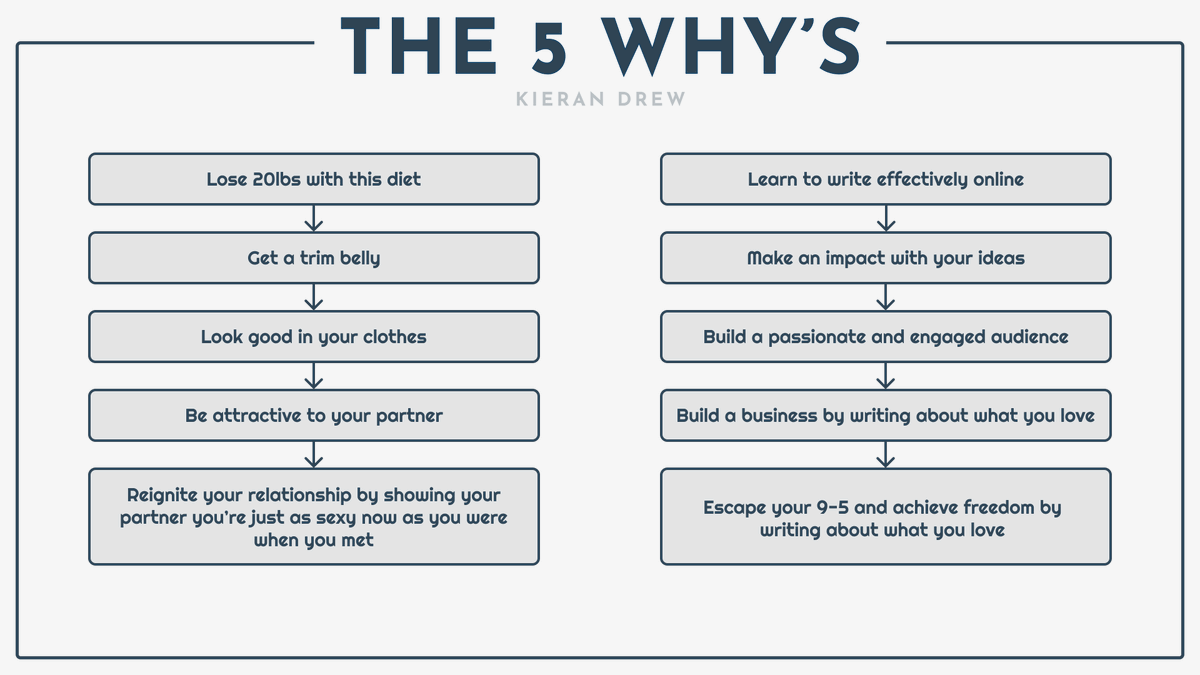 THE 5 WHY'S
KIERAN DREW
Lose 20lbs with this diet
Get a trim belly
Look good in your clothes
Be attractive to your partner
Reignite your relationship by showing your
partner you're just as sexy now as you were
when you met
Learn to write effectively online
Make an impact with your ideas
Build a passionate and engaged audience
Build a business by writing about what you love
Escape your 9-5 and achieve freedom by
writing about what you love